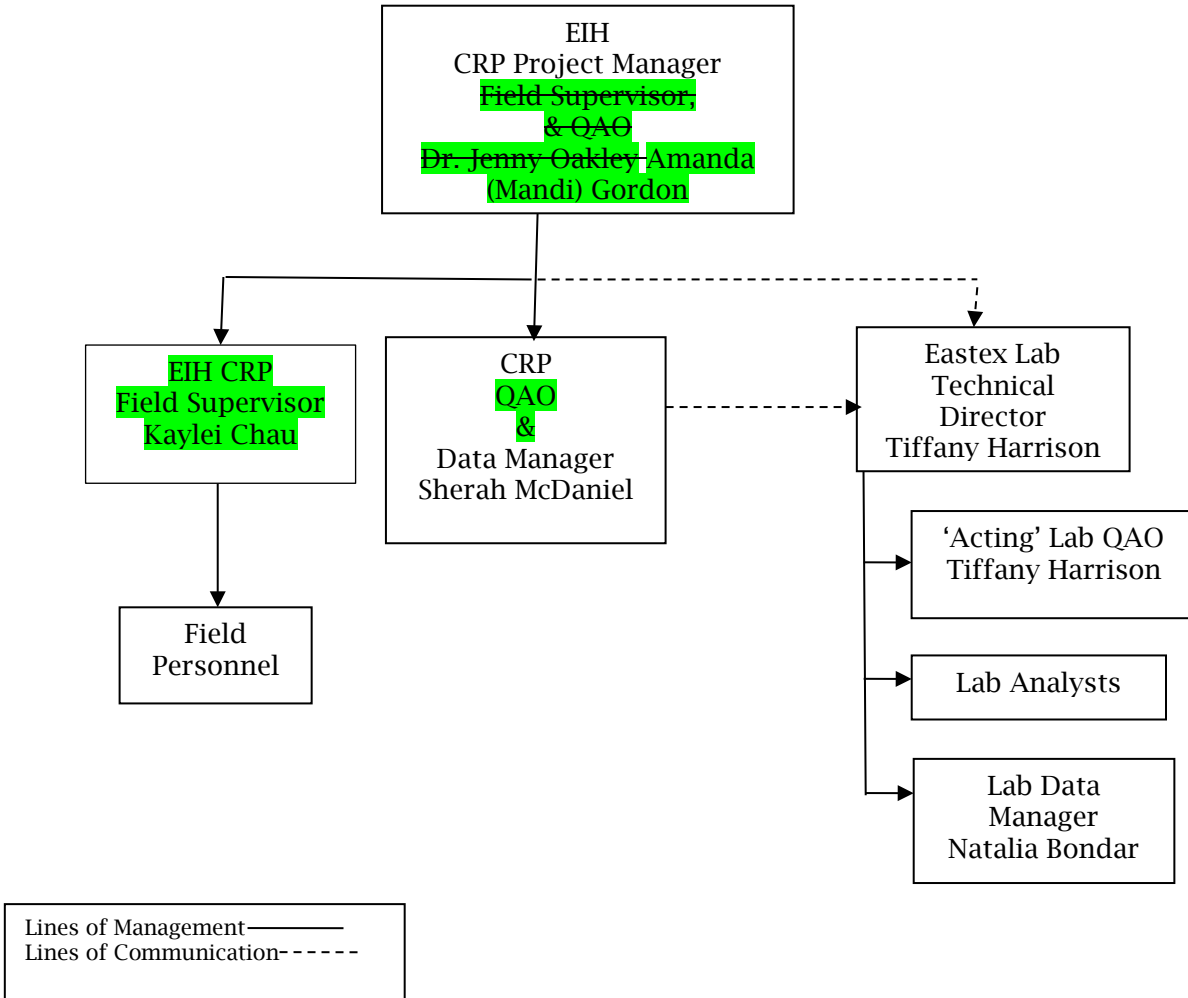 EIH
CRP Project Manager
Field Supervisor,
& QAO
Dr. Jenny Oakley Amanda
(Mandi) Gordon
EIH CRP
Field Supervisor
Kaylei Chau
CRP
QAO
&
Data Manager
Sherah McDaniel
Eastex Lab
Technical
Director
Tiffany Harrison
‘Acting’ Lab QAO
Tiffany Harrison
Field
Personnel
Lab Analysts
Lab Data
Manager
Natalia Bondar
Lines of Management
Lines of Communication